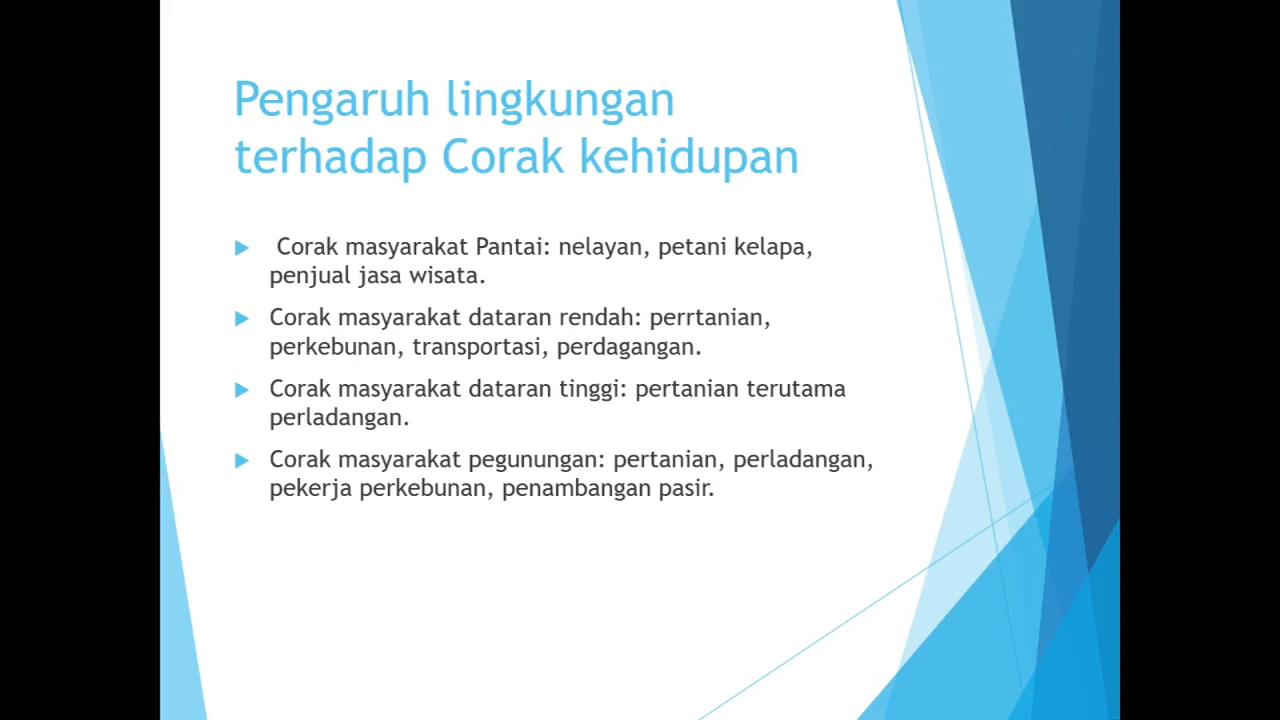 Pengaruh lingkungan
terhadap Corak kehidupan
Corak masyarakat Pantai: nelayan, petani kelapa,
penjual jasa wisata.
Corak masyarakat dataran rendah: perrtanian,
perkebunan, transportasi, perdagangan.
Corak masyarakat dataran tinggi: pertanian terutama
perladangan.
Corak masyarakat pegunungan: pertanian, perladangan,
pekerja perkebunan, penambangan pasir.